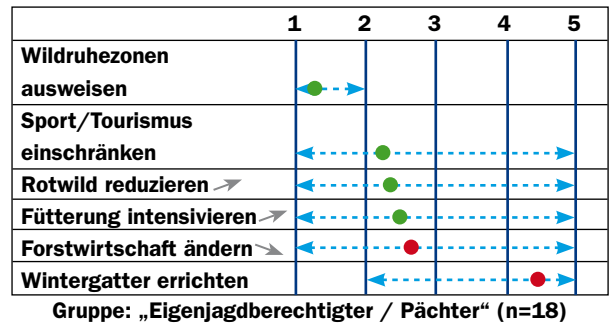 1 2 3 4 5
Wildruhezonen
ausweisen
Sport/Tourismus
einschränken
Rotwild reduzieren
Fütterung intensivieren
Forstwirtschaft ändern
Wintergatter errichten
Gruppe: „Eigenjagdberechtigter / Pächter“ (n=18)